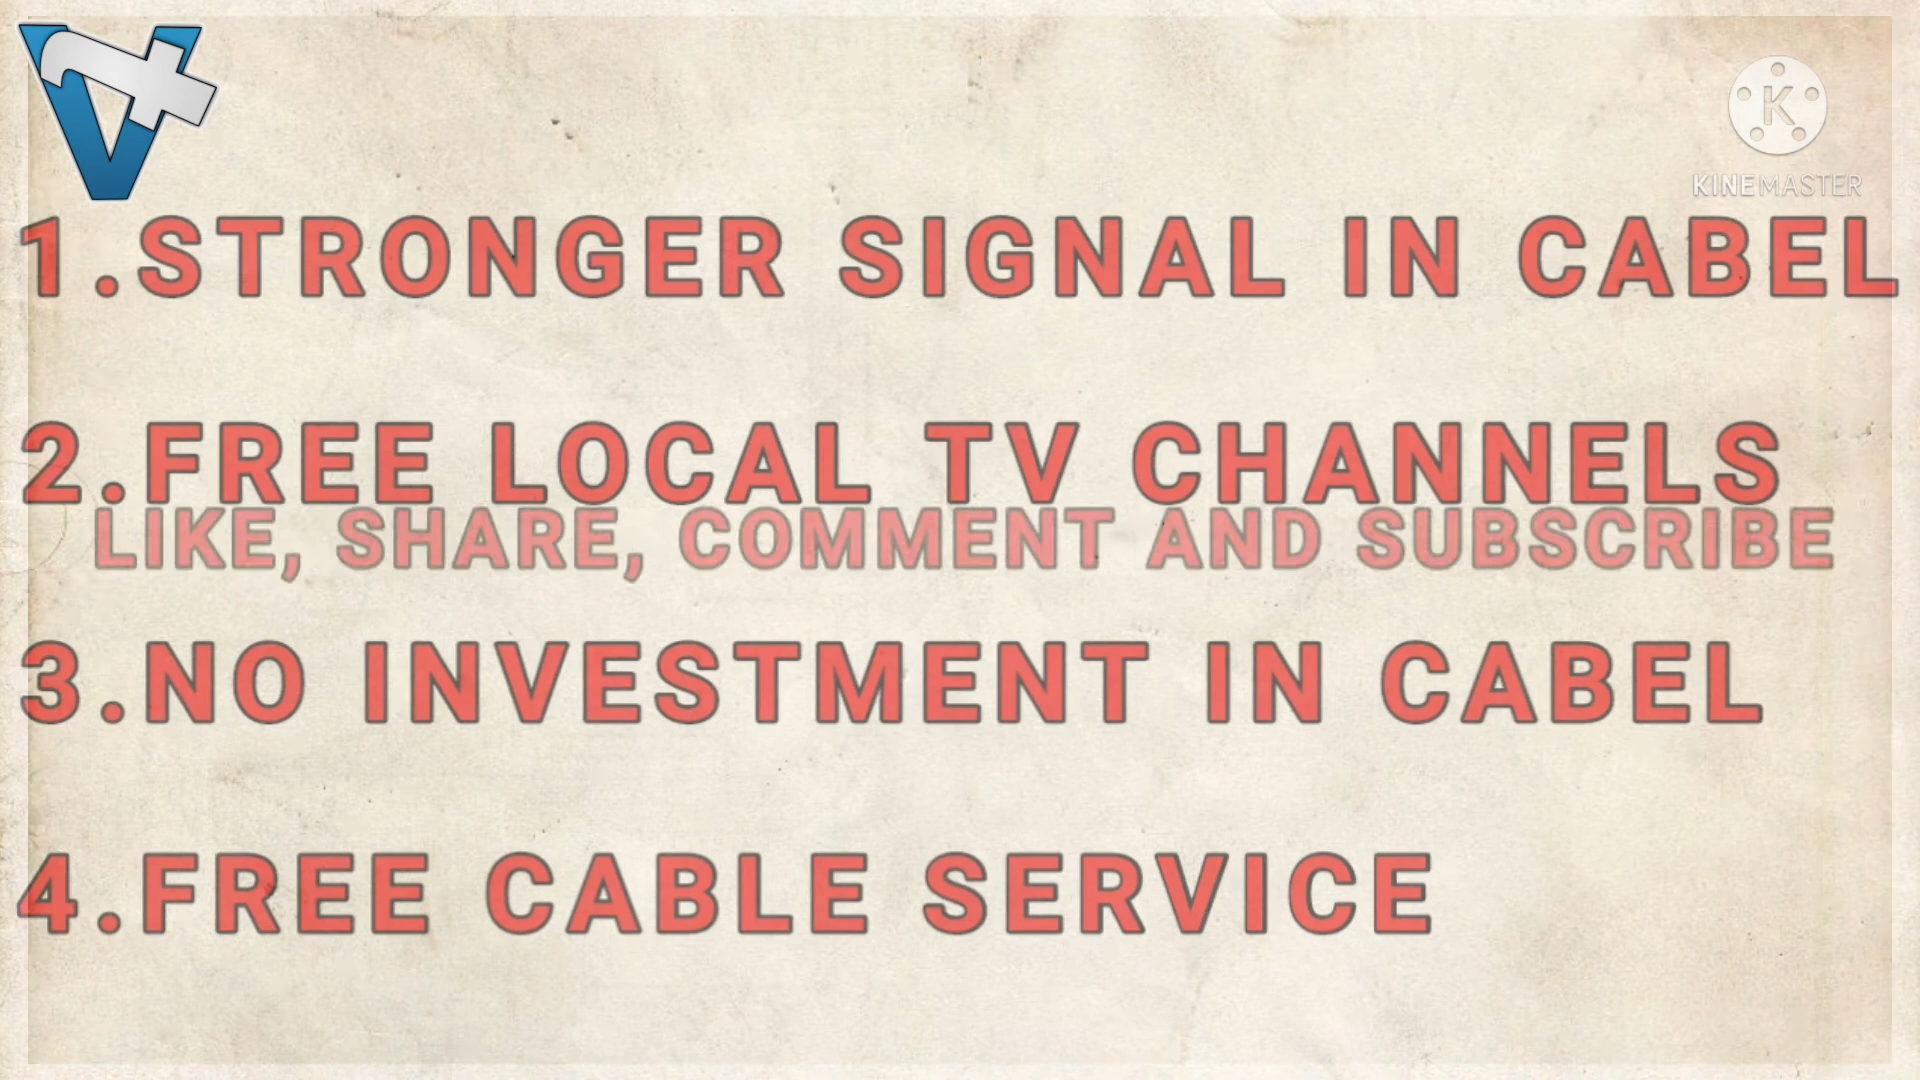 KINEMASTER
1.STRONGER SIGNAL IN CABEL
2.FREE LOCAL TV CHANNELS
LIKE, SHARE, COMMENT AND SUBSCRIBE
3.NO INVESTMENT IN CABEL
4.FREE CABLE SERVICE